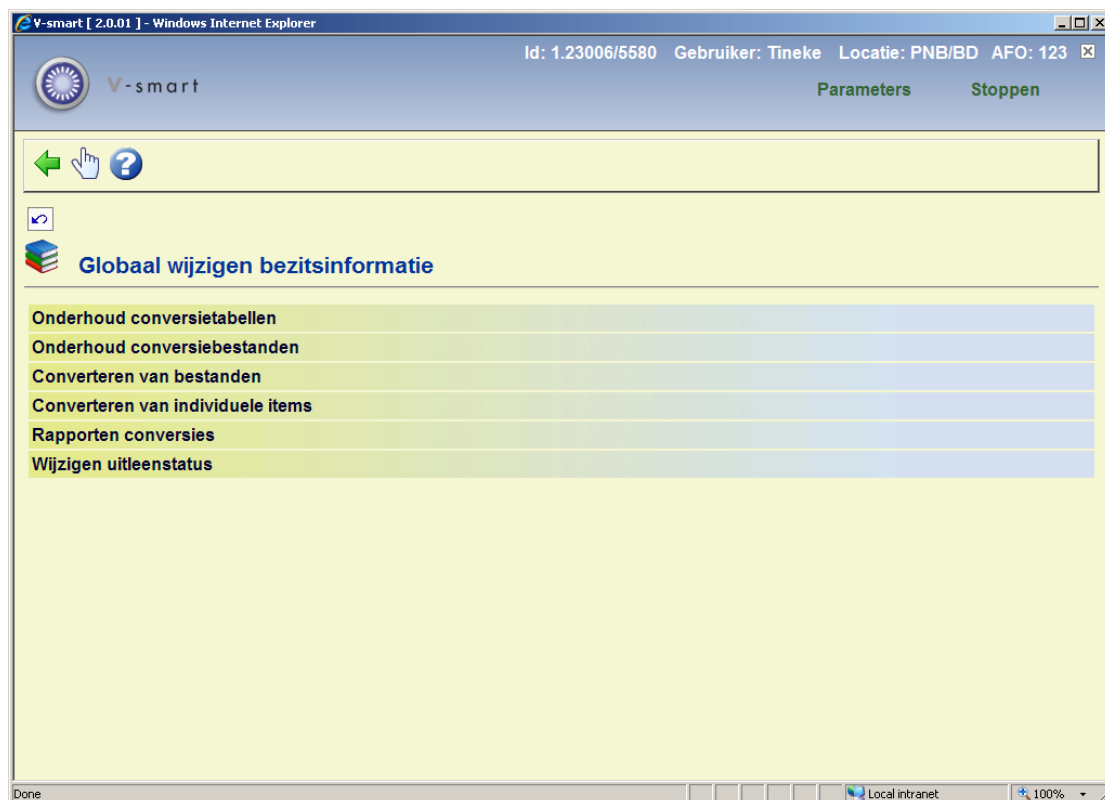 V-smart [ 2.0.01 ] - Windows Internet Explorer
Id: 1.23006/5580 Gebruiker: Tineke Locatie: PNB/BD AFO: 123
V-smart
Parameters Stoppen
Globaal wijzigen bezitsinformatie
Onderhoud conversietabellen
Onderhoud conversiebestanden
Converteren van bestanden
Converteren van individuele items
Rapporten conversies
Wijzigen uitleenstatus
Done Local intranet 100%